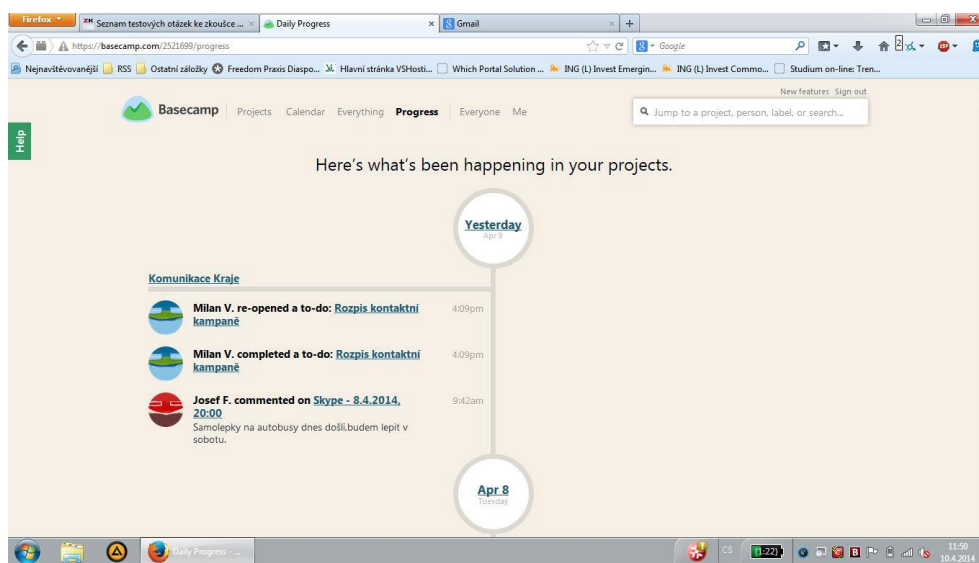 Firefox
ZK Seznam testových otázek ke zkoušce ...
Daily Progress
Gmail
https://basecamp.com/2521699/progress
Google
2
Nejnavštěvovanější
RSS
Ostatní záložky
Freedom Praxis Diaspo...
Hlavní stránka VSHosti...
Which Portal Solution ...
ING (L) Invest Emergin...
ING (L) Invest Commo...
Studium on-line: Tren...
New features Sign out
Basecamp
Projects Calendar Everything Progress Everyone Me
Jump to a project, person, label, or search...
Help
Here's what's been happening in your projects.
Yesterday
Apr 9
Komunikace Kraje
Milan V. re-opened a to-do: Rozpis kontaktní 4:09pm
kampaně
Milan V. completed a to-do: Rozpis kontaktní 4:09pm
kampaně
Josef F. commented on Skype - 8.4.2014, 9:42am
20:00
Samolepky na autobusy dnes došli,budem lepit v
sobotu.
Apr 8
Tuesday
Daily Progress - ...
CS
(1:22)
11:50
10.4.2014